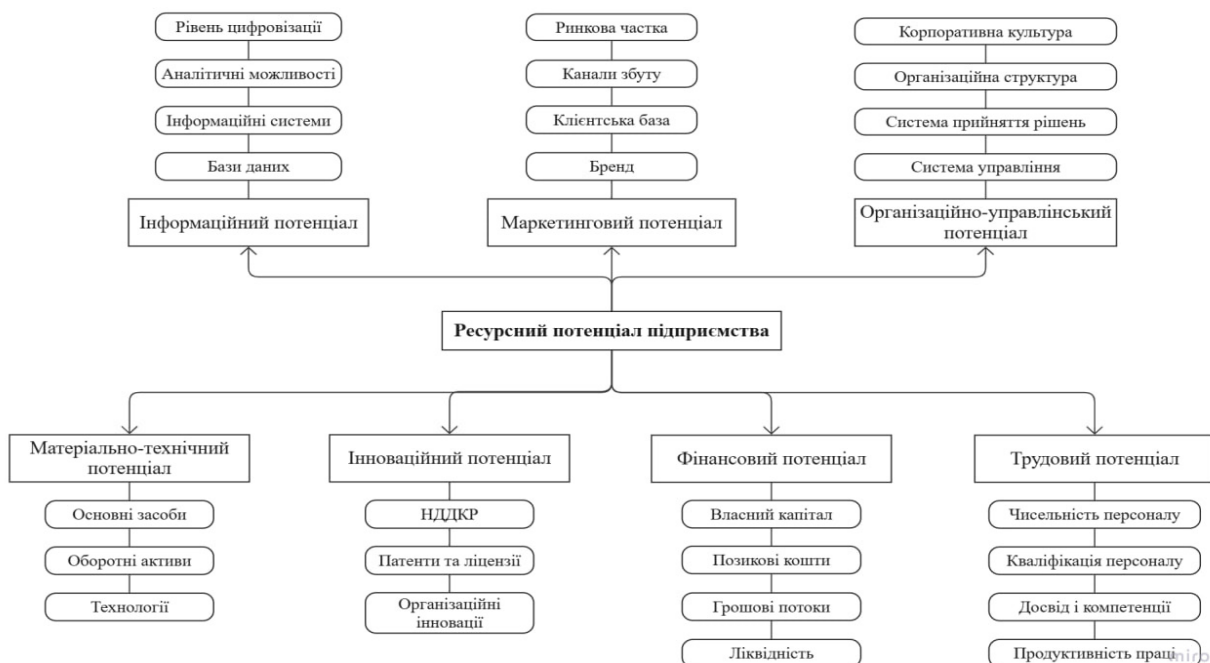 Рівень цифровізації
Аналітичні можливості
Інформаційні системи
Бази даних
Інформаційний потенціал
Ринкова частка
Канали збуту
Клієнтська база
Бренд
Маркетинговий потенціал
Корпоративна культура
Організаційна структура
Система прийняття рішень
Система управління
Організаційно-управлінський
потенціал
Ресурсний потенціал підприємства
Матеріально-технічний
потенціал
Основні засоби
Оборотні активи
Технології
Інноваційний потенціал
НДДКР
Патенти та ліцензії
Організаційні
інновації
Фінансовий потенціал
Власний капітал
Позикові кошти
Грошові потоки
Ліквідність
Трудовий потенціал
Чисельність персоналу
Кваліфікація персоналу
Досвід і компетенції
Продуктивність праці
miro